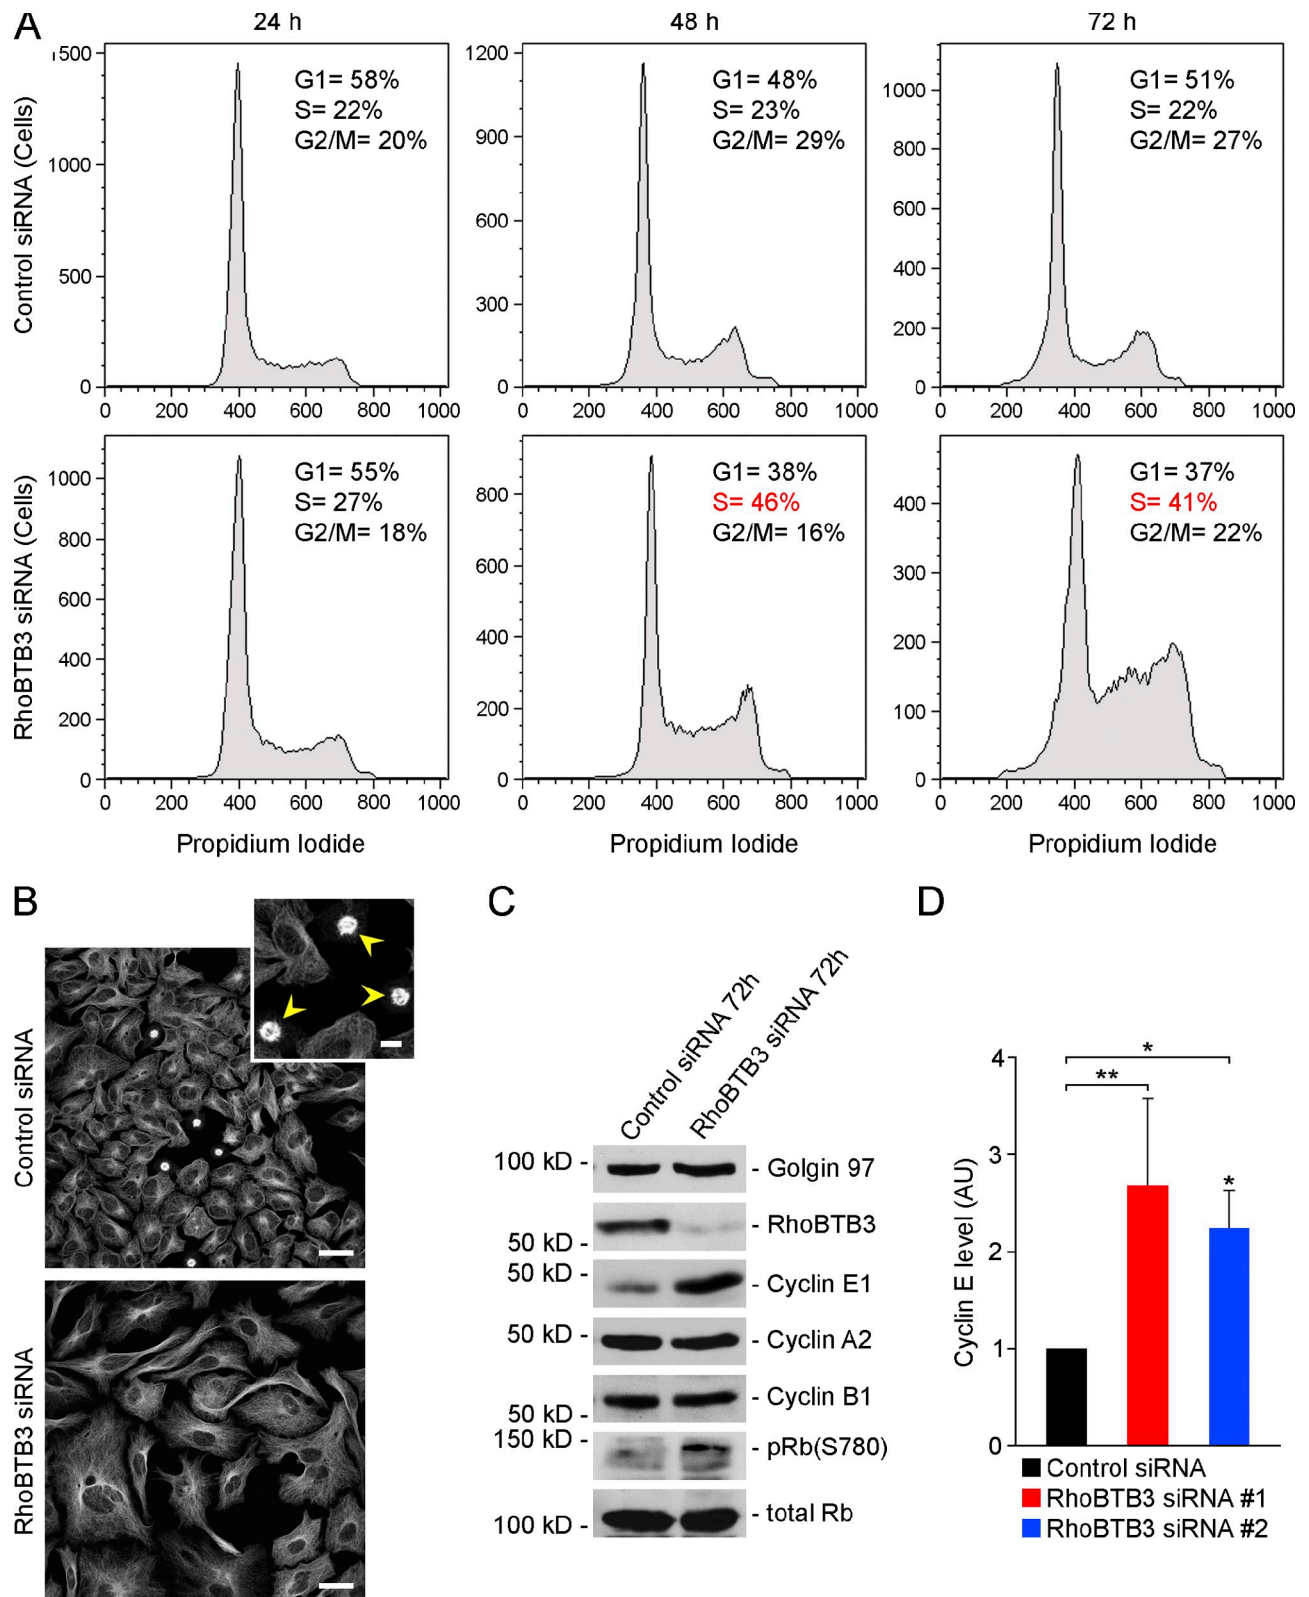 A
24 h
48 h
72 h
Control siRNA (Cells)
1500
1000
500
0
0 200 400 600 800 1000
G1= 58%
S= 22%
G2/M= 20%
1200
900
600
300
0
0 200 400 600 800 1000
G1= 48%
S= 23%
G2/M= 29%
1000
800
600
400
200
0
0 200 400 600 800 1000
G1= 51%
S= 22%
G2/M= 27%
RhoBTB3 siRNA (Cells)
1000
800
600
400
200
0
0 200 400 600 800 1000
G1= 55%
S= 27%
G2/M= 18%
800
600
400
200
0
0 200 400 600 800 1000
G1= 38%
S= 46%
G2/M= 16%
400
300
200
100
0
0 200 400 600 800 1000
G1= 37%
S= 41%
G2/M= 22%
Propidium Iodide
Propidium Iodide
Propidium Iodide
B
Control siRNA
RhoBTB3 siRNA
C
Control siRNA 72h
RhoBTB3 siRNA 72h
100 kD - - Golgin 97
- RhoBTB3
50 kD -
50 kD - - Cyclin E1
50 kD - - Cyclin A2
- Cyclin B1
50 kD -
150 kD - - pRb(S780)
- total Rb
100 kD -
D
Cyclin E level (AU)
4
3
2
1
0
*
**
*
Control siRNA
RhoBTB3 siRNA #1
RhoBTB3 siRNA #2